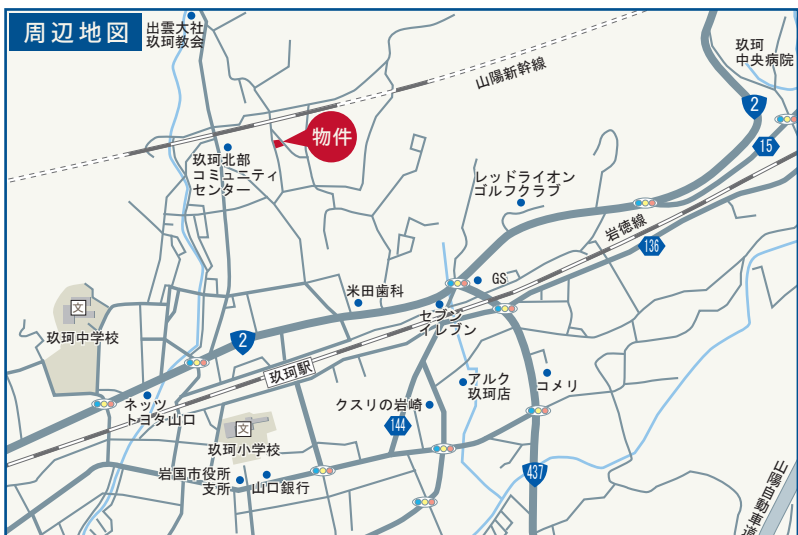 周辺地図
出雲大社
玖珂教会
玖珂
中央病院
山陽新幹線
2
物件
15
玖珂北部
コミュニティ
センター
レッドライオン
ゴルフクラブ
岩徳線
136
GS
米田歯科
セブン
イレブン
文
玖珂中学校
2
玖珂駅
アルク
玖珂店
コメリ
ネッツ
トヨタ山口
クスリの岩崎
144
文
玖珂小学校
岩国市役所
支所
山口銀行
437
山陽自動車道